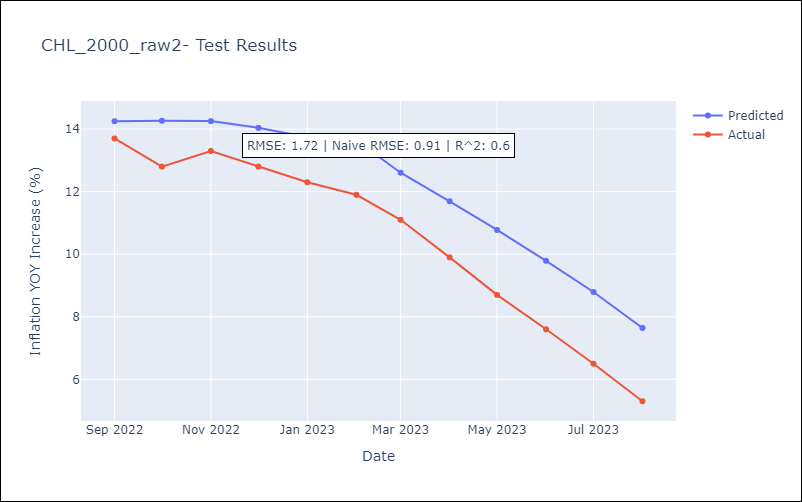 CHL_2000_raw2- Test Results
Predicted
Actual
RMSE: 1.72 | Naive RMSE: 0.91 | R^2: 0.6
Inflation YOY Increase (%)
14
12
10
8
6
Sep 2022 Nov 2022 Jan 2023 Mar 2023 May 2023 Jul 2023
Date